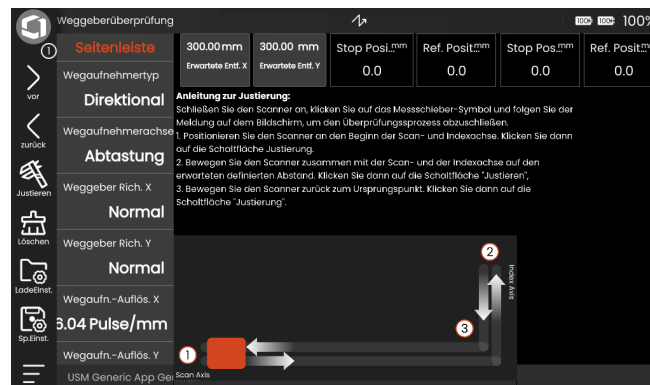 Weggeberüberprüfung
100% 100% 100%
1
vor
zurück
Justieren
Löschen
LadeEinst.
Sp.Einst.
Seitenleiste
Wegaufnehmertyp
Direktional
Wegaufnehmerachse
Abtastung
Weggeber Rich. X
Normal
Weggeber Rich. Y
Normal
Wegaufn.-Auflös. X
6.04 Pulse/mm
Wegaufn.-Auflös. Y
USM Generic App Ge
300.00 mm
Erwartete Entf. X
300.00 mm
Erwartete Entf. Y
Stop Posi...mm
0.0
Ref. Posit...mm
0.0
Stop Pos...mm
0.0
Ref. Posit...m
0.0
Anleitung zur Justierung:
Schließen Sie den Scanner an, klicken Sie auf das Messschieber-Symbol und folgen Sie der
Meldung auf dem Bildschirm, um den Überprüfungsprozess abzuschließen.
1. Positionieren Sie den Scanner an den Beginn der Scan- und Indexachse. Klicken Sie dann
auf die Schaltfläche Justierung.
2. Bewegen Sie den Scanner zusammen mit der Scan- und der Indexachse auf den
erwarteten definierten Abstand. Klicken Sie dann auf die Schaltfläche "Justieren",
3. Bewegen Sie den Scanner zurück zum Ursprungspunkt. Klicken Sie dann auf die
Schaltfläche "Justierung".
2
Index Axis
3
1
Scan Axis